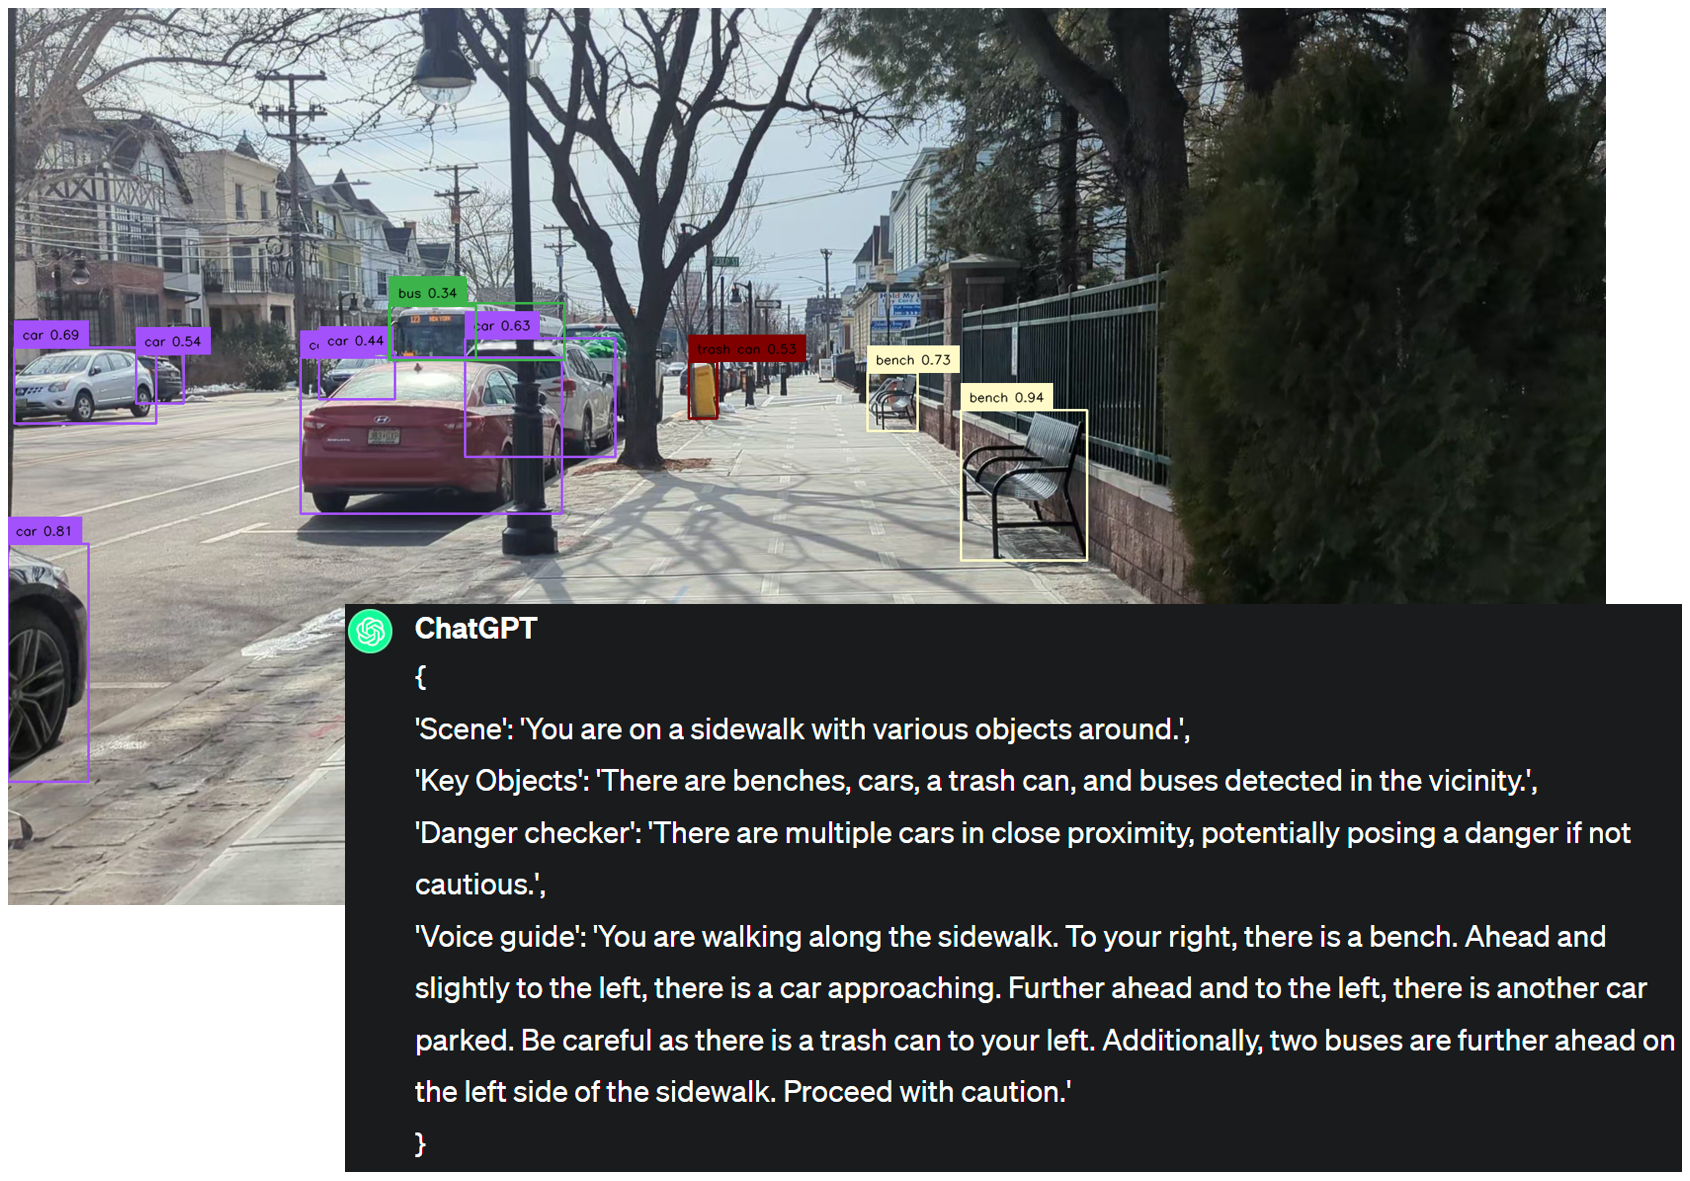 bus 0.34
123 NEW YORK
car 0.63
car 0.69
car 0.54
car 0.44
trash can 0.53
bench 0.73
bench 0.94
car 0.81
ChatGPT
{
'Scene': 'You are on a sidewalk with various objects around.',
'Key Objects': 'There are benches, cars, a trash can, and buses detected in the vicinity.',
'Danger checker': 'There are multiple cars in close proximity, potentially posing a danger if not
cautious.',
'Voice guide': 'You are walking along the sidewalk. To your right, there is a bench. Ahead and
slightly to the left, there is a car approaching. Further ahead and to the left, there is another car
parked. Be careful as there is a trash can to your left. Additionally, two buses are further ahead on
the left side of the sidewalk. Proceed with caution.'
}